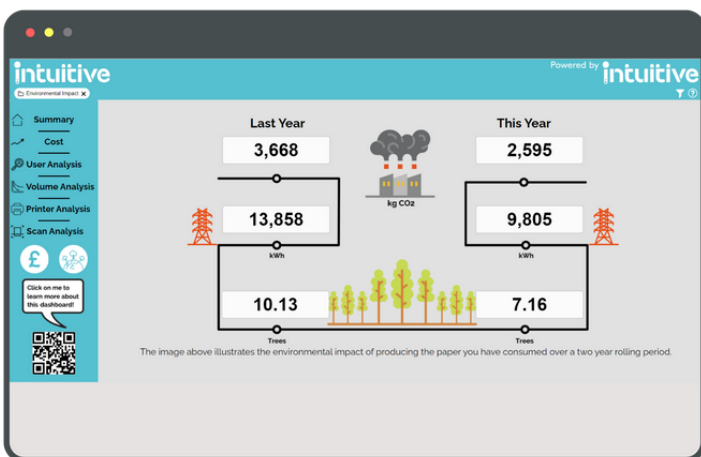 intuitive
Powered by intuitive
Environmental Impact
Summary
Cost
User Analysis
Volume Analysis
Printer Analysis
Scan Analysis
£
Click on me to
learn more about
this dashboard!
Last Year
This Year
3,668
2,595
kg CO2
13,858
9,805
kWh
kWh
10.13
7.16
Trees
Trees
The image above illustrates the environmental impact of producing the paper you have consumed over a two year rolling period.